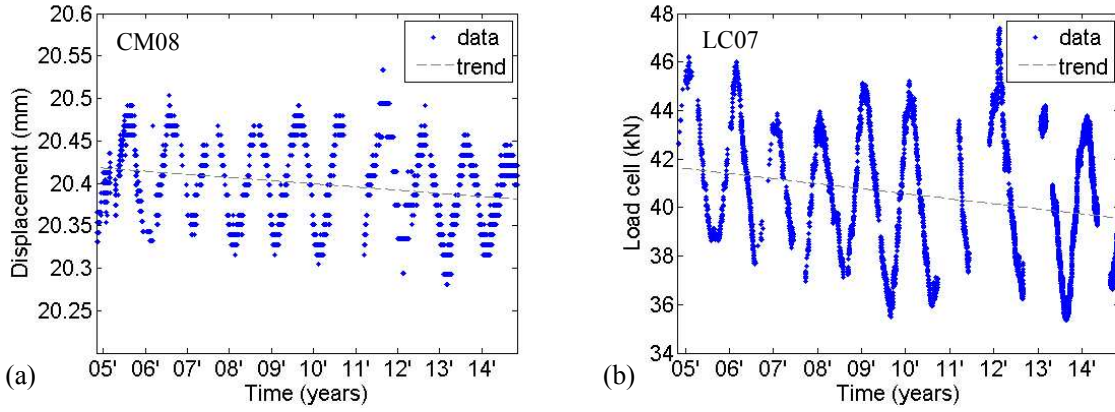 CM08
data
trend
20.6
20.55
20.5
20.45
20.4
20.35
20.3
20.25
Displacement (mm)
05' 06' 07' 08' 09' 10' 11' 12' 13' 14'
Time (years)
(a)
LC07
data
trend
48
46
44
42
40
38
36
34
Load cell (kN)
05' 06' 07' 08' 09' 10' 11' 12' 13' 14'
Time (years)
(b)